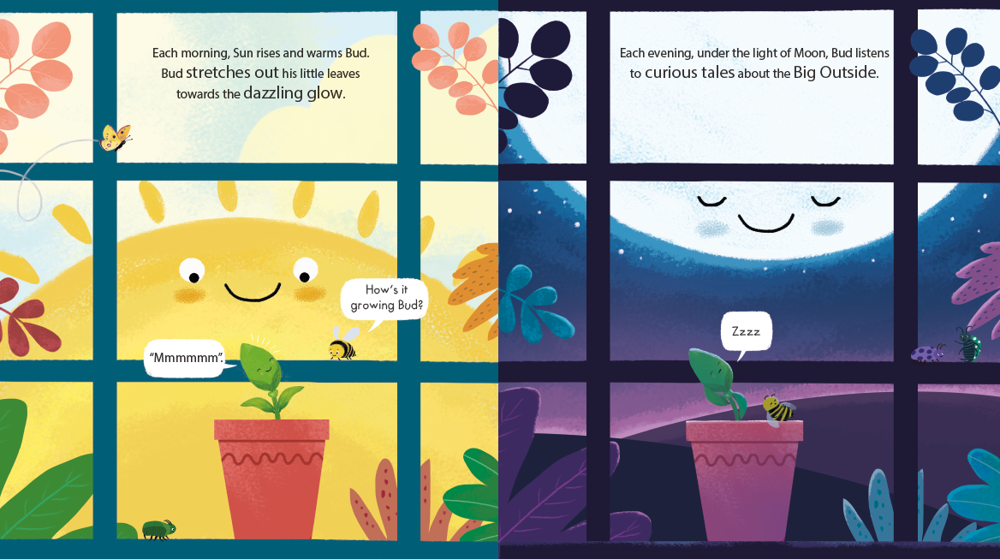 Each morning, Sun rises and warms Bud.
Bud stretches out his little leaves
towards the dazzling glow.
How's it
growing Bud?
“Mmmmmm”.
Each evening, under the light of Moon, Bud listens
to curious tales about the Big Outside.
Zzzz